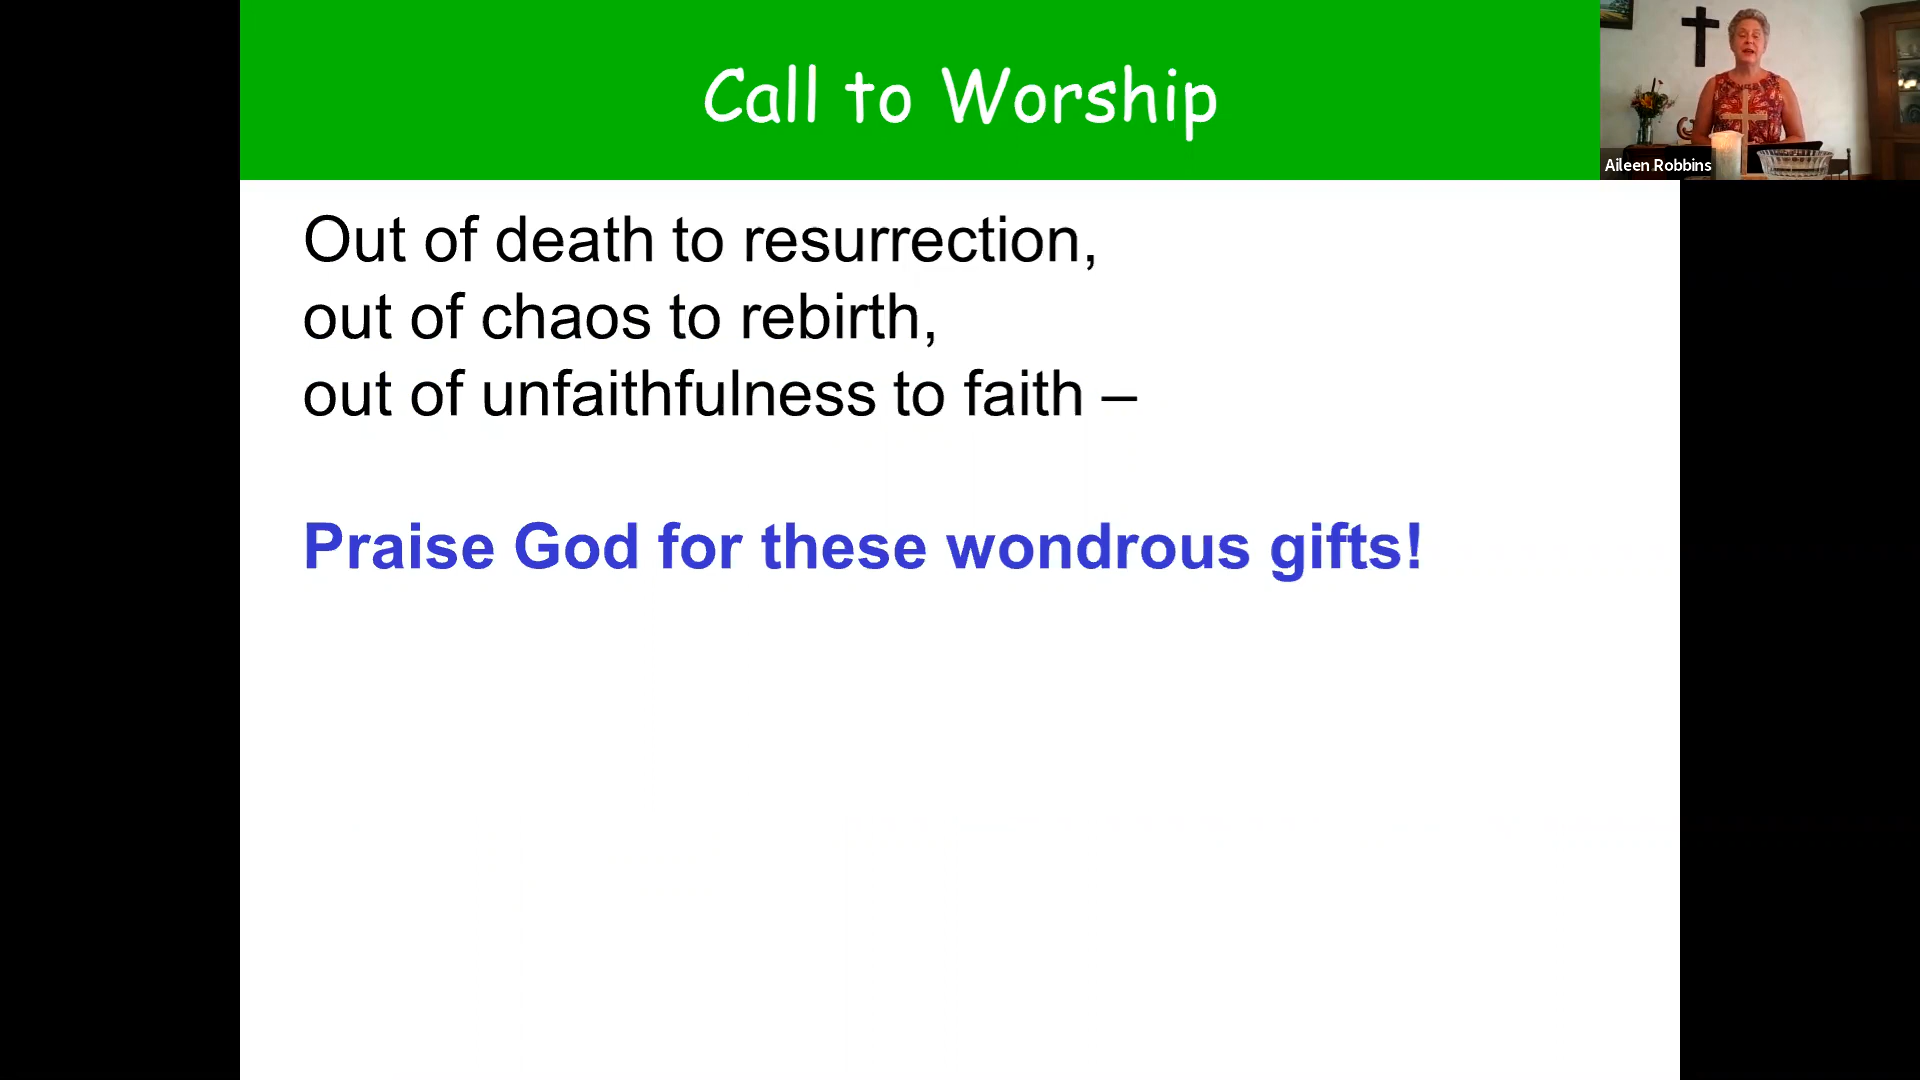 Call to Worship
Aileen Robbins
Out of death to resurrection,
out of chaos to rebirth,
out of unfaithfulness to faith –
Praise God for these wondrous gifts!